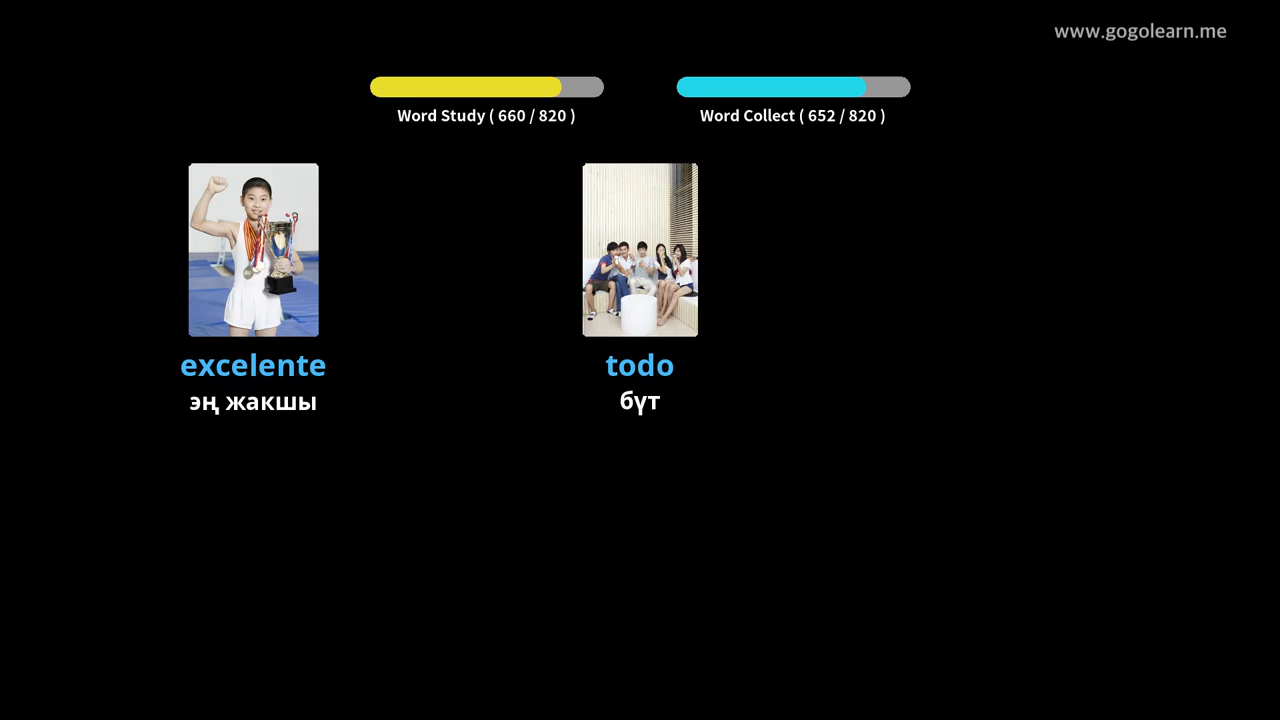 www.gogolearn.me
Word Study ( 660 / 820 )
Word Collect ( 652 / 820 )
excelente
эң жакшы
todo
бүт